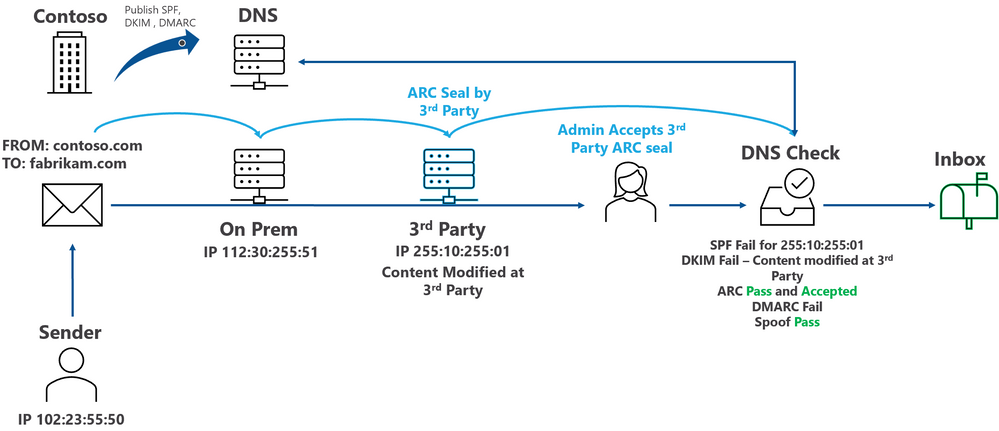 Contoso
Publish SPF,
DKIM , DMARC
DNS
ARC Seal by
3rd Party
FROM: contoso.com
TO: fabrikam.com
Admin Accepts 3rd
Party ARC seal
DNS Check
Inbox
On Prem
IP 112:30:255:51
3rd Party
IP 255:10:255:01
Content Modified at
3rd Party
SPF Fail for 255:10:255:01
DKIM Fail – Content modified at 3rd
Party
ARC Pass and Accepted
DMARC Fail
Spoof Pass
Sender
IP 102:23:55:50